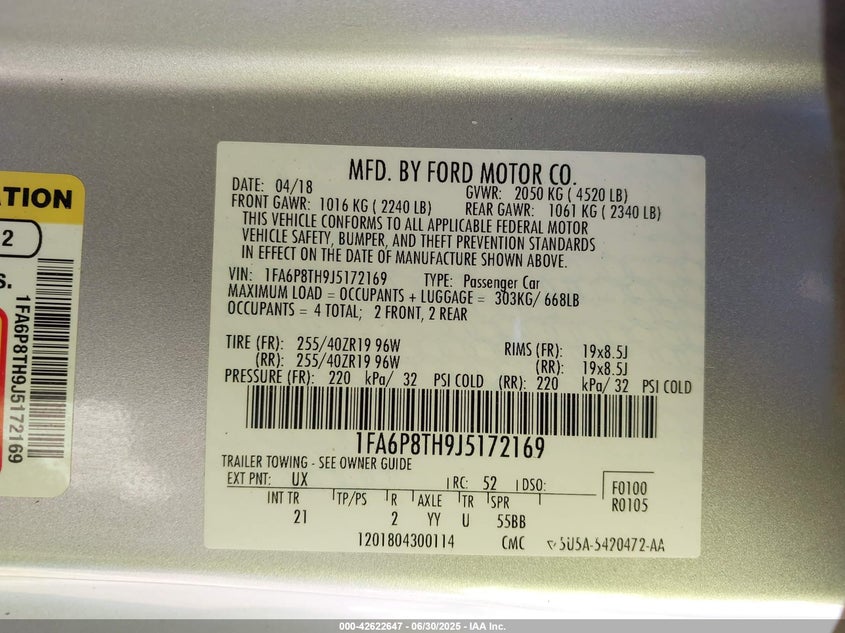 ATION
2
S.
1FA6P8TH9J5172169
MFD. BY FORD MOTOR CO.
DATE: 04/18 GVWR: 2050 KG ( 4520 LB)
FRONT GAWR: 1016 KG ( 2240 LB) REAR GAWR: 1061 KG ( 2340 LB)
THIS VEHICLE CONFORMS TO ALL APPLICABLE FEDERAL MOTOR
VEHICLE SAFETY, BUMPER, AND THEFT PREVENTION STANDARDS
IN EFFECT ON THE DATE OF MANUFACTURE SHOWN ABOVE.
VIN: 1FA6P8TH9J5172169 TYPE: Passenger Car
MAXIMUM LOAD = OCCUPANTS + LUGGAGE = 303KG/ 668LB
OCCUPANTS = 4 TOTAL; 2 FRONT, 2 REAR
TIRE (FR): 255/40ZR19 96W RIMS (FR): 19x8.5J
(RR): 255/40ZR19 96W (RR): 19x8.5J
PRESSURE (FR): 220 kPa/ 32 PSI COLD (RR): 220 kPa/ 32 PSI COLD
1FA6P8TH9J5172169
TRAILER TOWING - SEE OWNER GUIDE
EXT PNT: UX RC: 52 DSO:
F0100
R0105
INT TR TP/PS R AXLE TR SPR
21 2 YY U 55BB
1201804300114 CMC 5U5A-5420472-AA
000-42622647 - 06/30/2025 - IAA Inc.